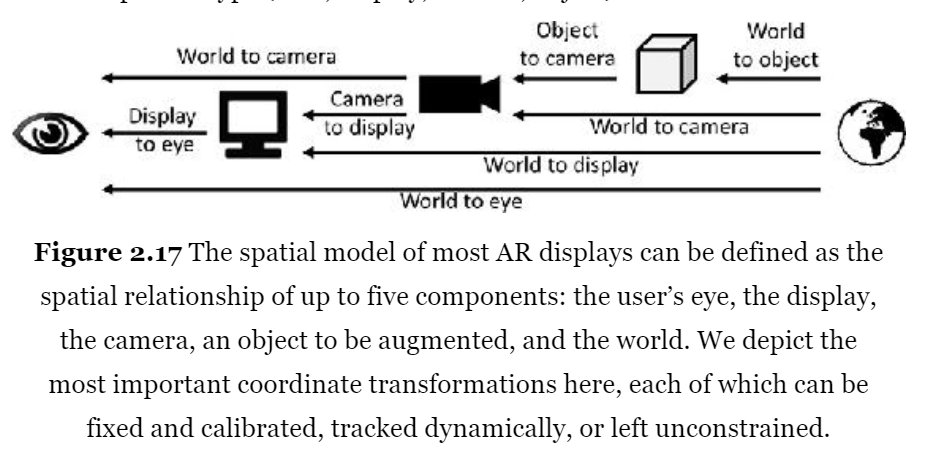 Object
to camera
World
to object
World to camera
Camera
to display
World to camera
Display
to eye
World to display
World to eye
Figure 2.17 The spatial model of most AR displays can be defined as the
spatial relationship of up to five components: the user’s eye, the display,
the camera, an object to be augmented, and the world. We depict the
most important coordinate transformations here, each of which can be
fixed and calibrated, tracked dynamically, or left unconstrained.